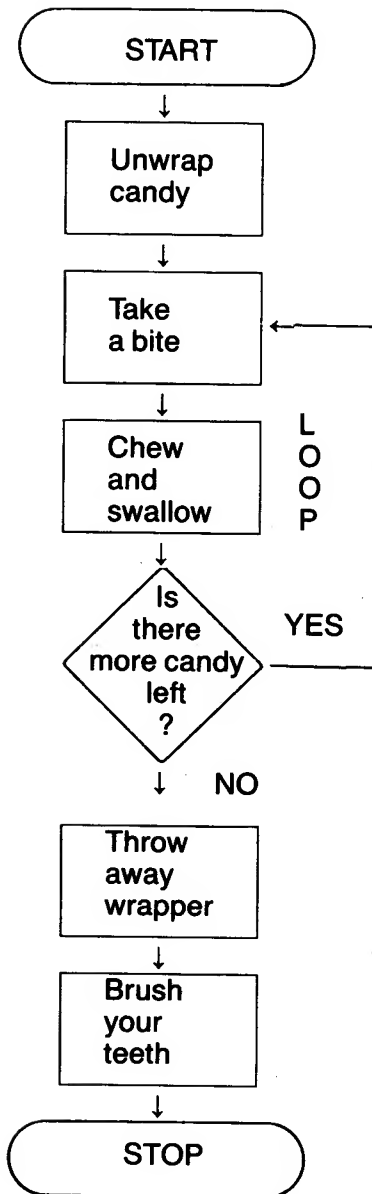 START
Unwrap
candy
Take
a bite
Chew
and
swallow
L
O
O
P
Is
there
more candy
left
?
YES
NO
Throw
away
wrapper
Brush
your
teeth
STOP